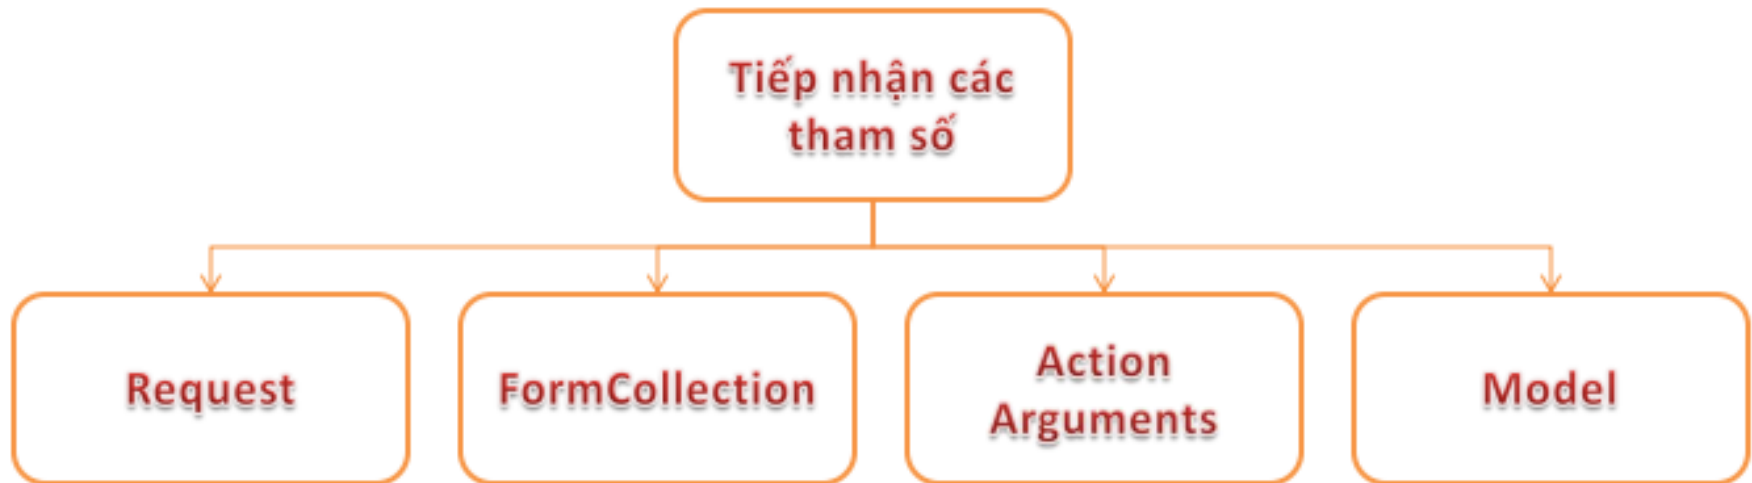 Tiếp nhận các
tham số
Request
FormCollection
Action
Arguments
Model